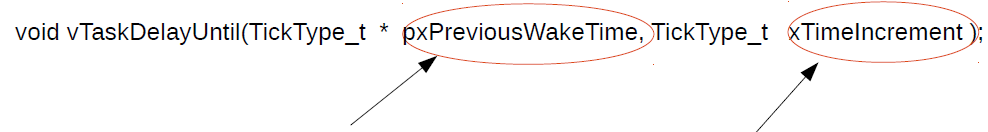 void vTaskDelayUntil(TickType_t * pxPreviousWakeTime, TickType_t xTimeIncrement );